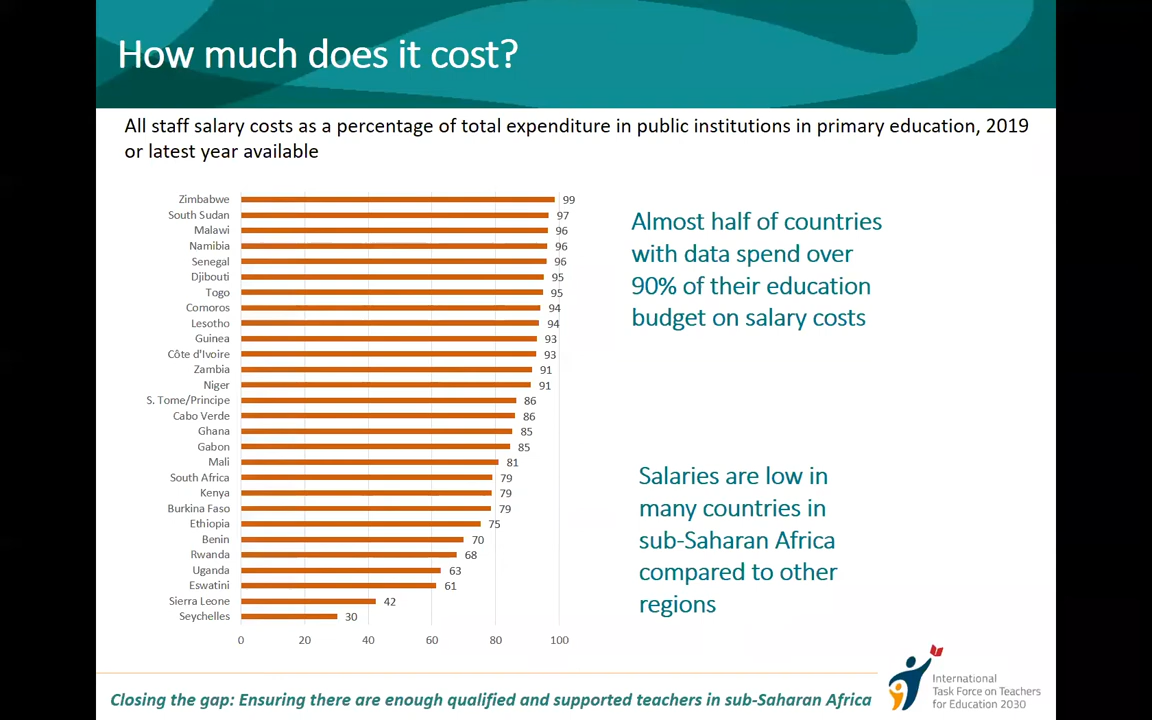 How much does it cost?
All staff salary costs as a percentage of total expenditure in public institutions in primary education, 2019
or latest year available
Zimbabwe 99
South Sudan 97
Malawi 96
Namibia 96
Senegal 96
Djibouti 95
Togo 95
Comoros 94
Lesotho 94
Guinea 93
Côte d'Ivoire 93
Zambia 91
Niger 91
S. Tome/Principe 86
Cabo Verde 86
Ghana 85
Gabon 85
Mali 81
South Africa 79
Kenya 79
Burkina Faso 79
Ethiopia 75
Benin 70
Rwanda 68
Uganda 63
Eswatini 61
Sierra Leone 42
Seychelles 30
0 20 40 60 80 100
Almost half of countries
with data spend over
90% of their education
budget on salary costs
Salaries are low in
many countries in
sub-Saharan Africa
compared to other
regions
Closing the gap: Ensuring there are enough qualified and supported teachers in sub-Saharan Africa
International
Task Force on Teachers
for Education 2030